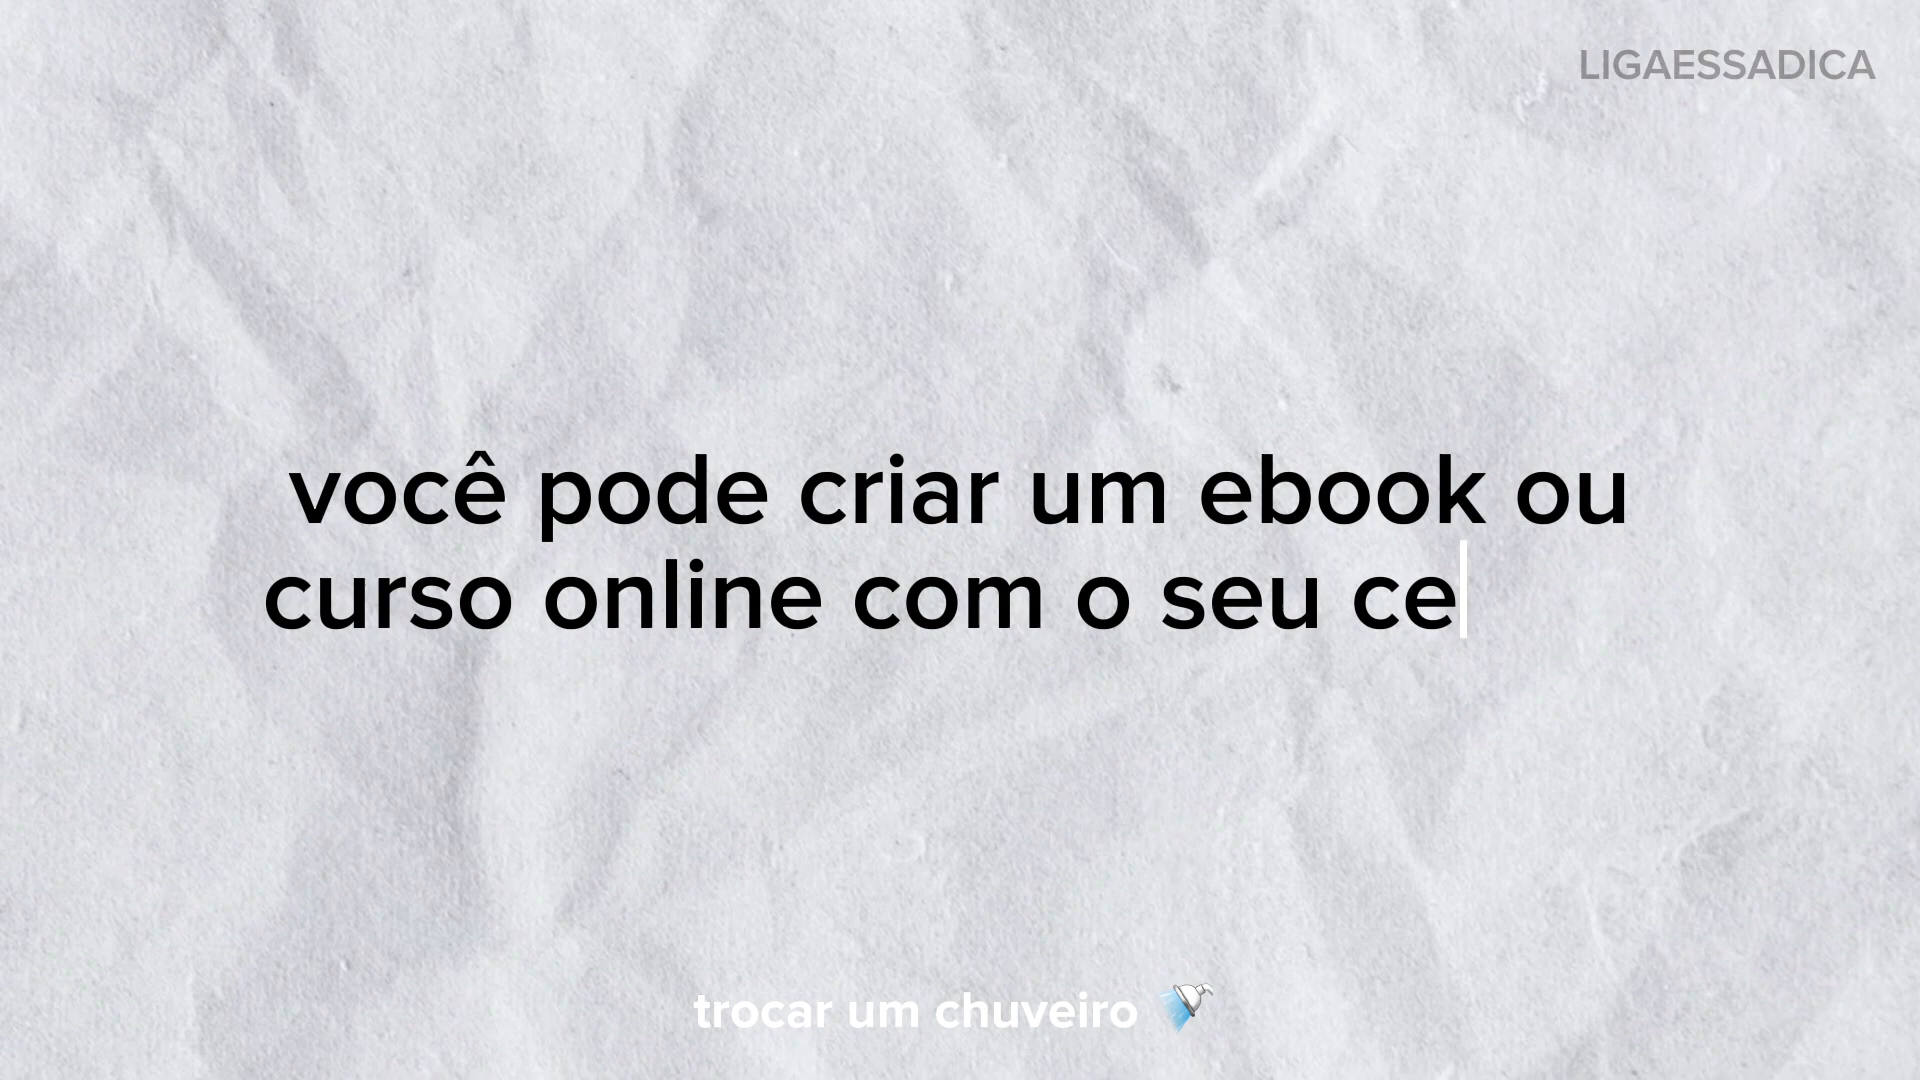 LIGAESSADICA
você pode criar um ebook ou
curso online com o seu ce
trocar um chuveiro 🚿